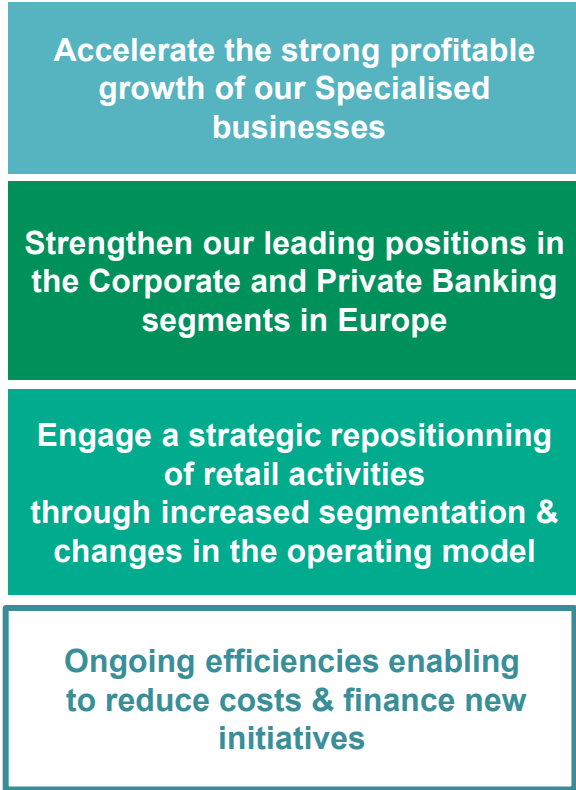 Accelerate the strong profitable
growth of our Specialised
businesses
Strengthen our leading positions in
the Corporate and Private Banking
segments in Europe
Engage a strategic repositionning
of retail activities
through increased segmentation &
changes in the operating model
Ongoing efficiencies enabling
to reduce costs & finance new
initiatives